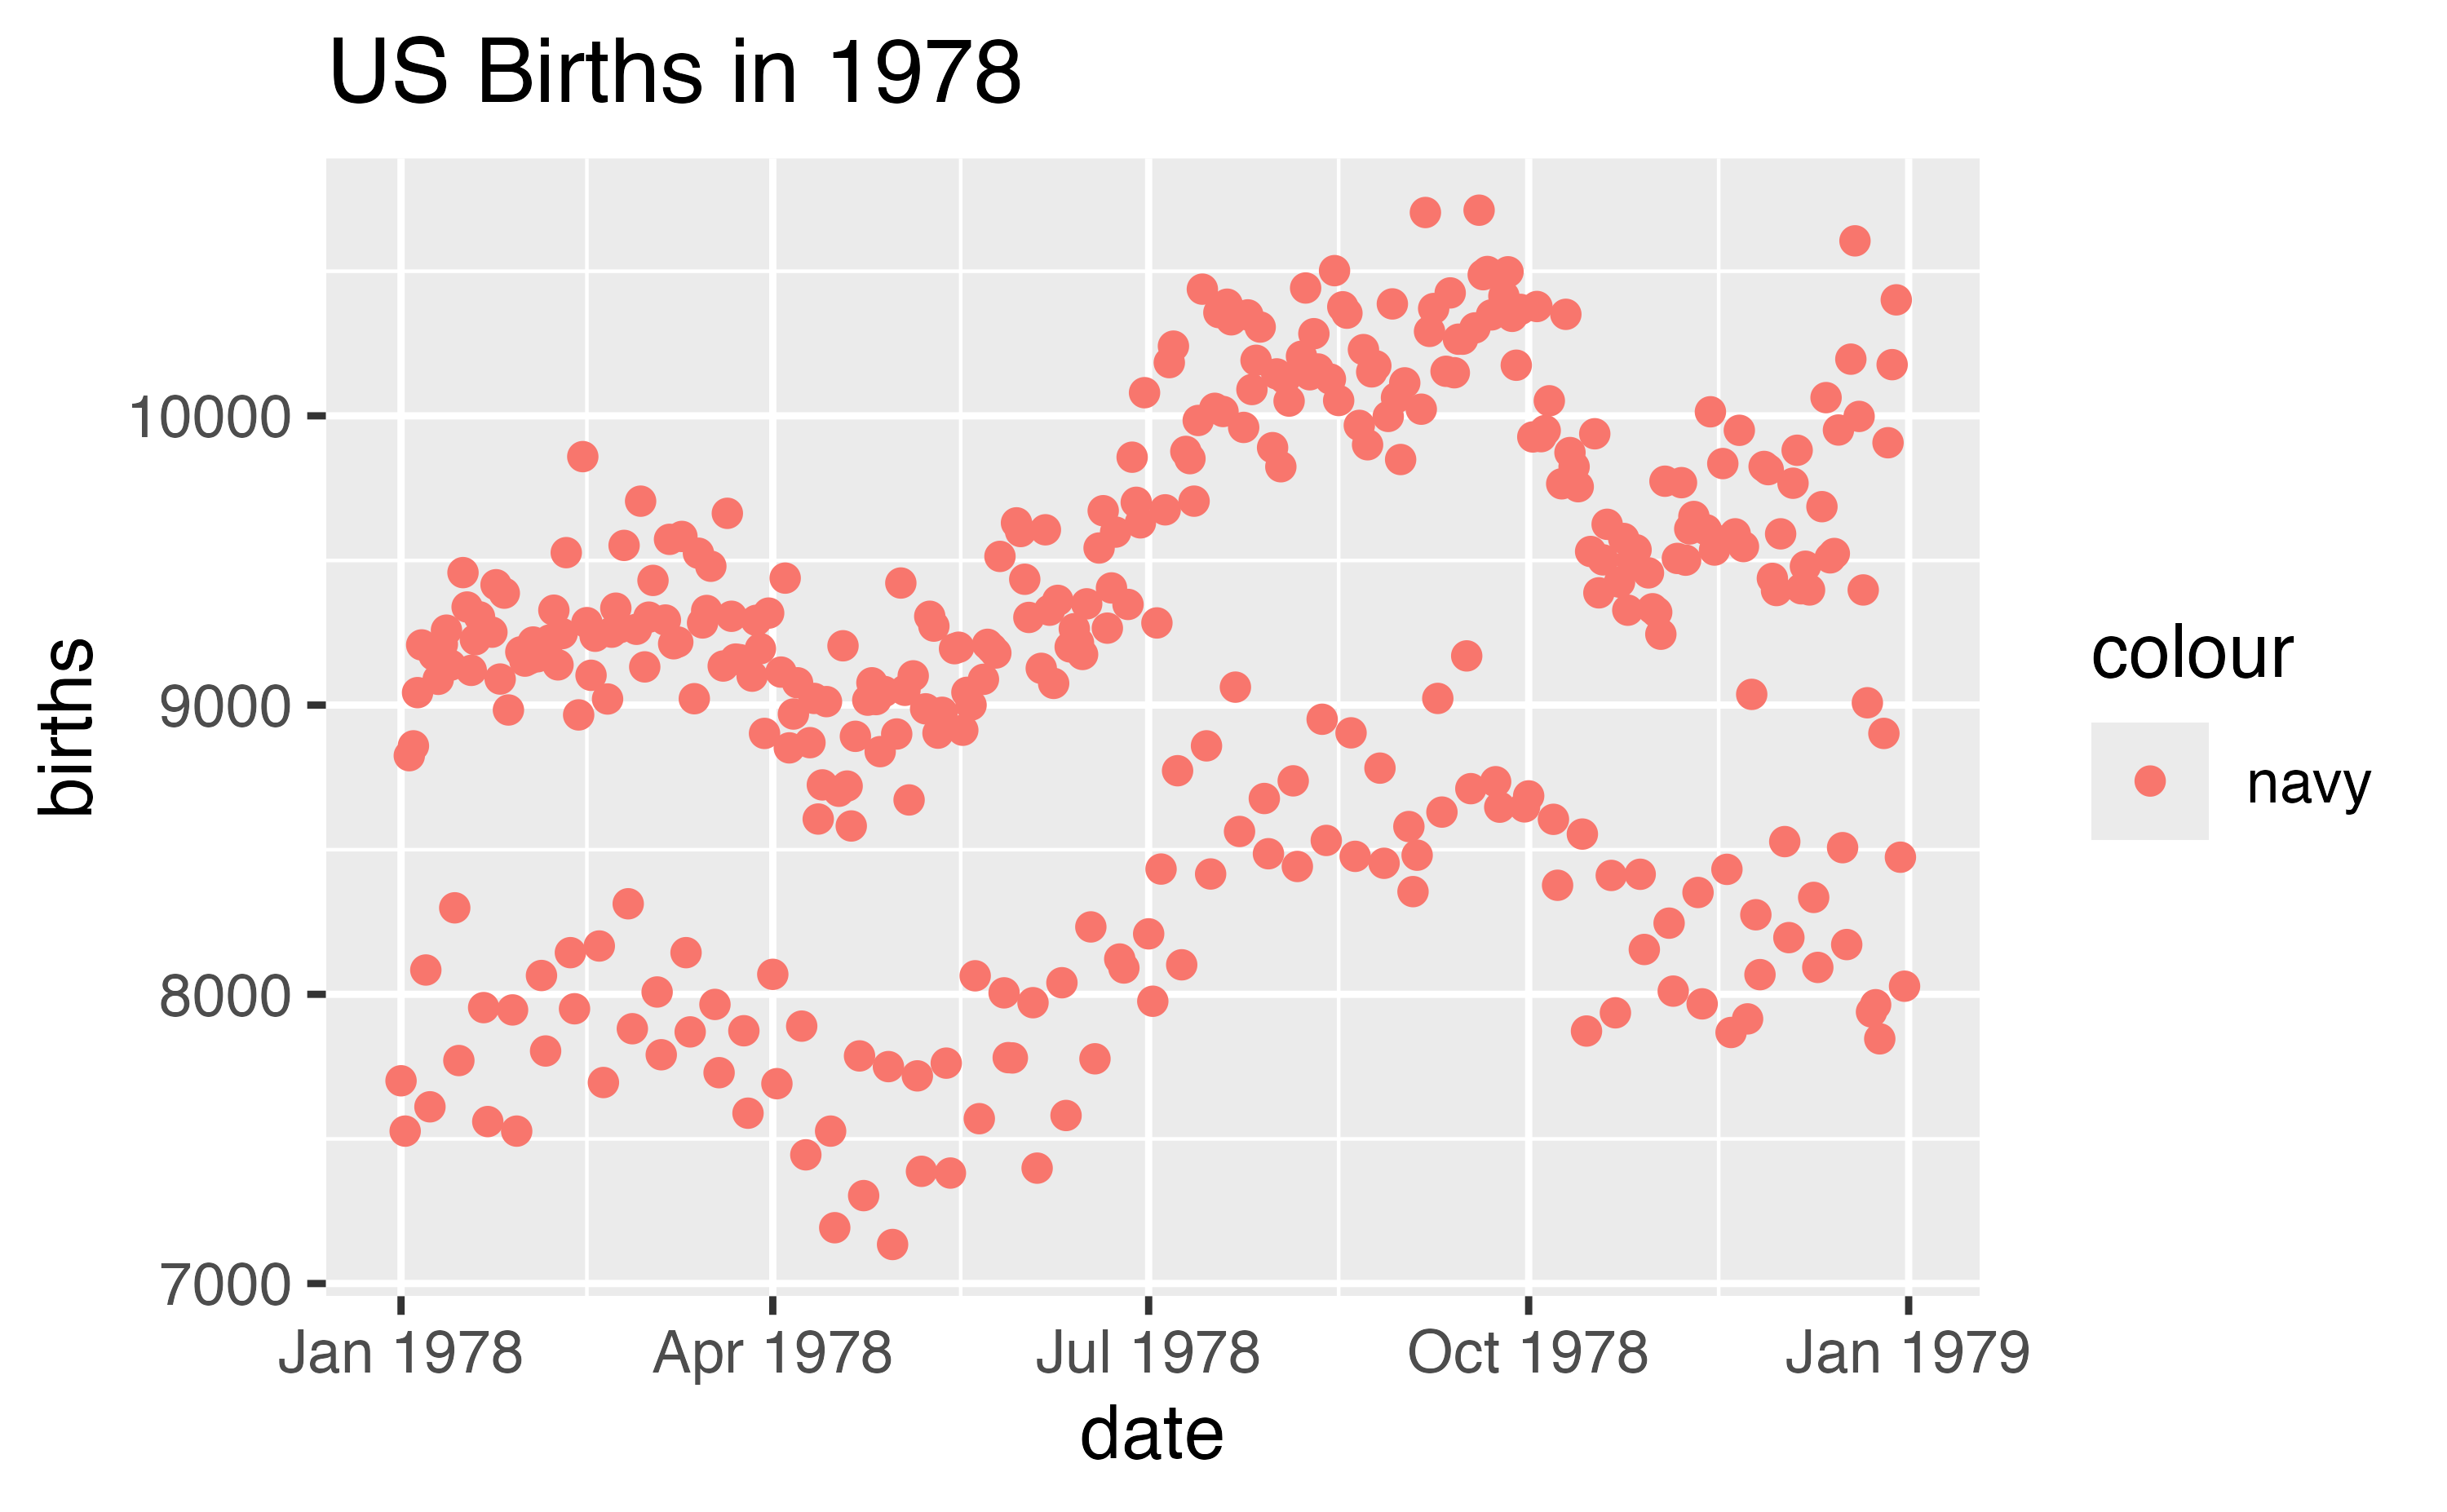 US Births in 1978
births
10000
9000
8000
7000
Jan 1978
Apr 1978
Jul 1978
Oct 1978
Jan 1979
date
colour
navy